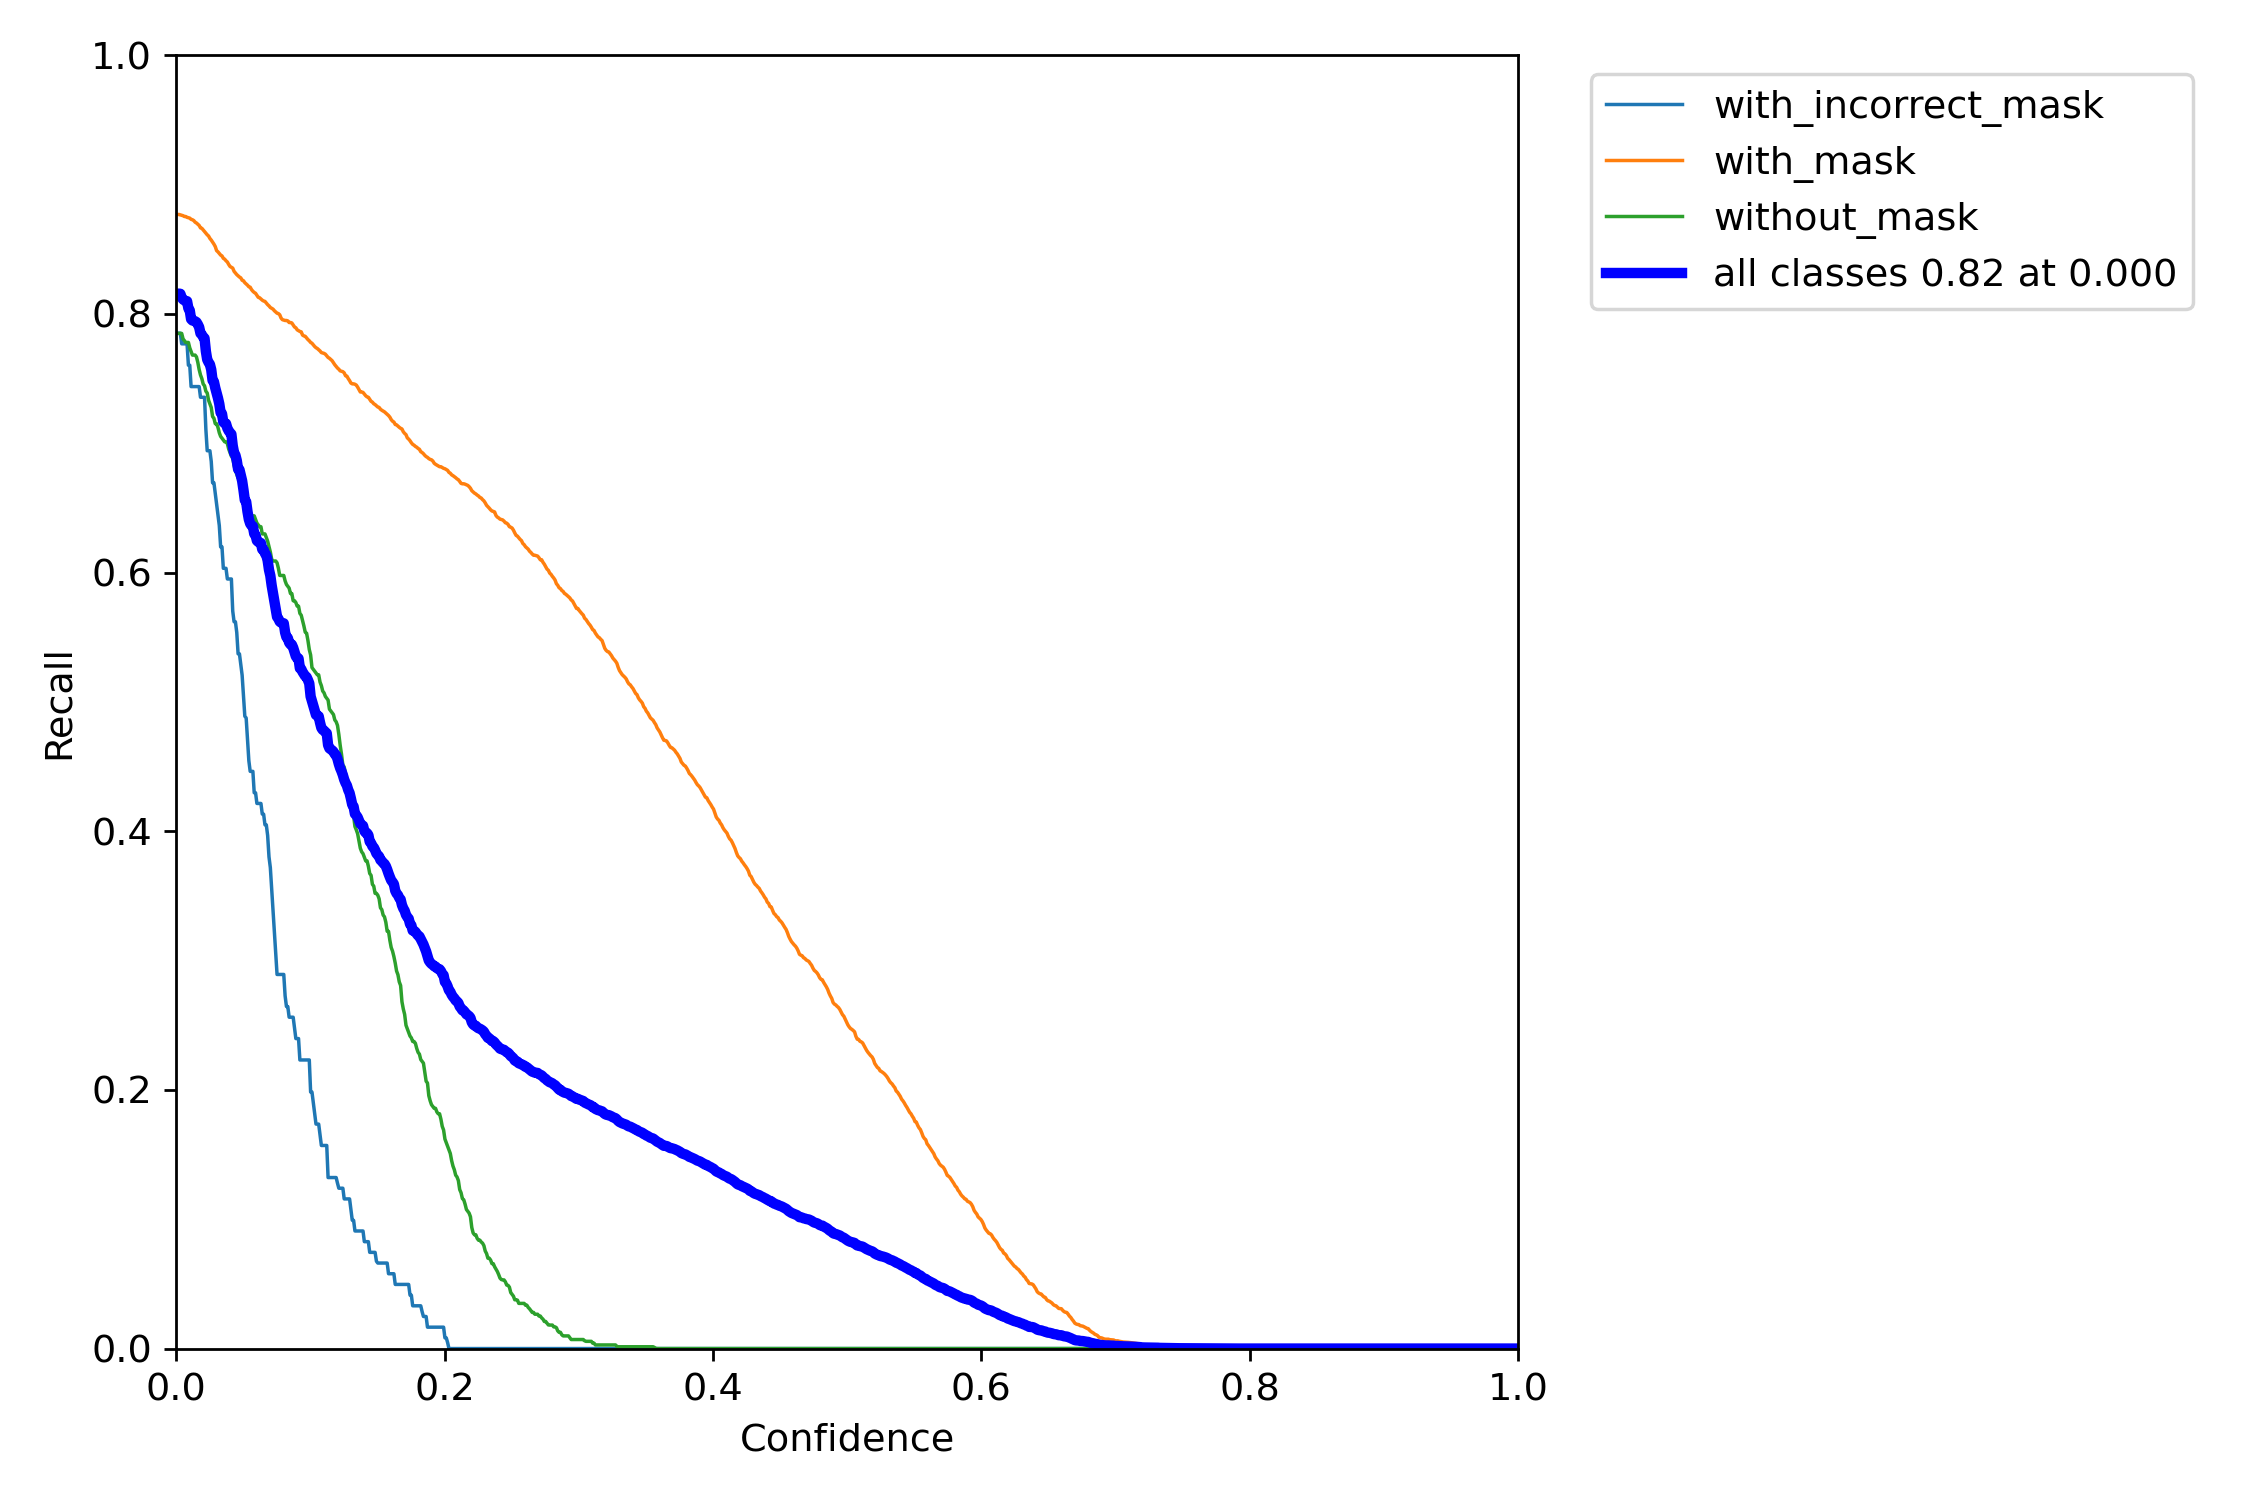 1.0
0.8
0.6
0.4
0.2
0.0
Recall
0.0 0.2 0.4 0.6 0.8 1.0
Confidence
with_incorrect_mask
with_mask
without_mask
all classes 0.82 at 0.000